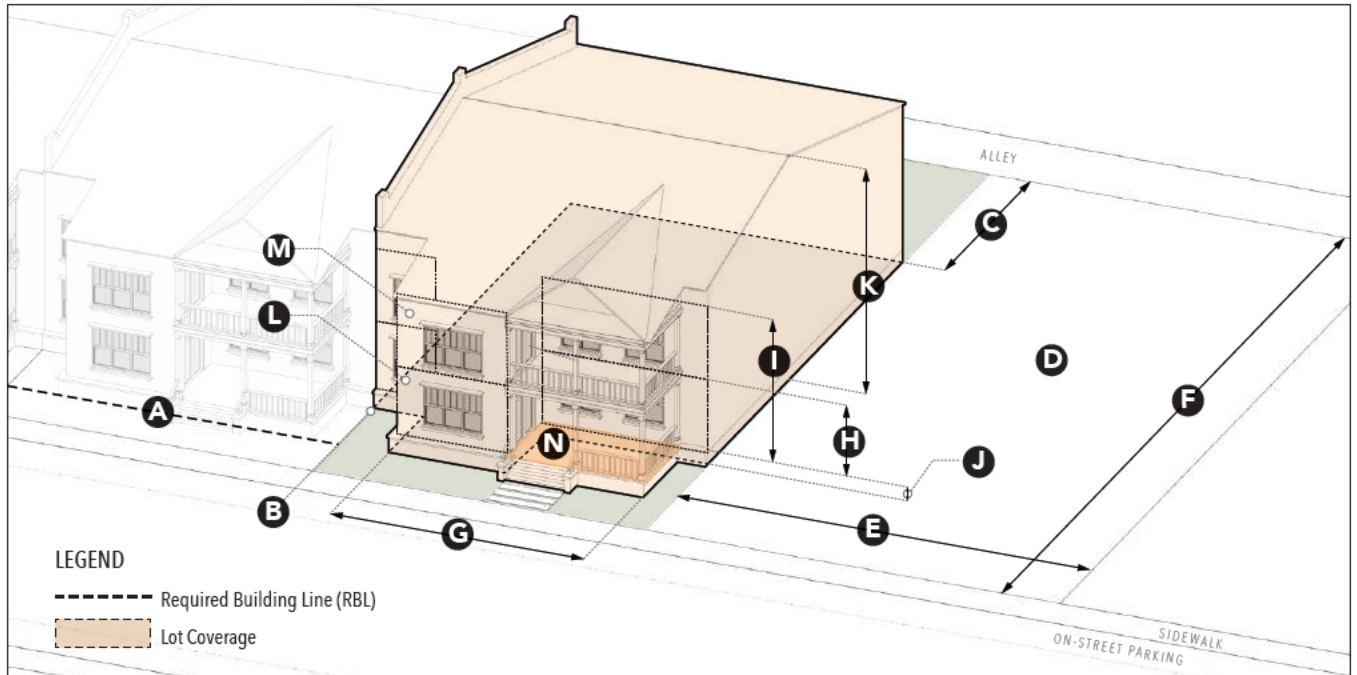 ALLEY
C
M
K
L
I
D
A
F
H
N
J
B
G
E
LEGEND
Required Building Line (RBL)
Lot Coverage
SIDEWALK
ON-STREET PARKING